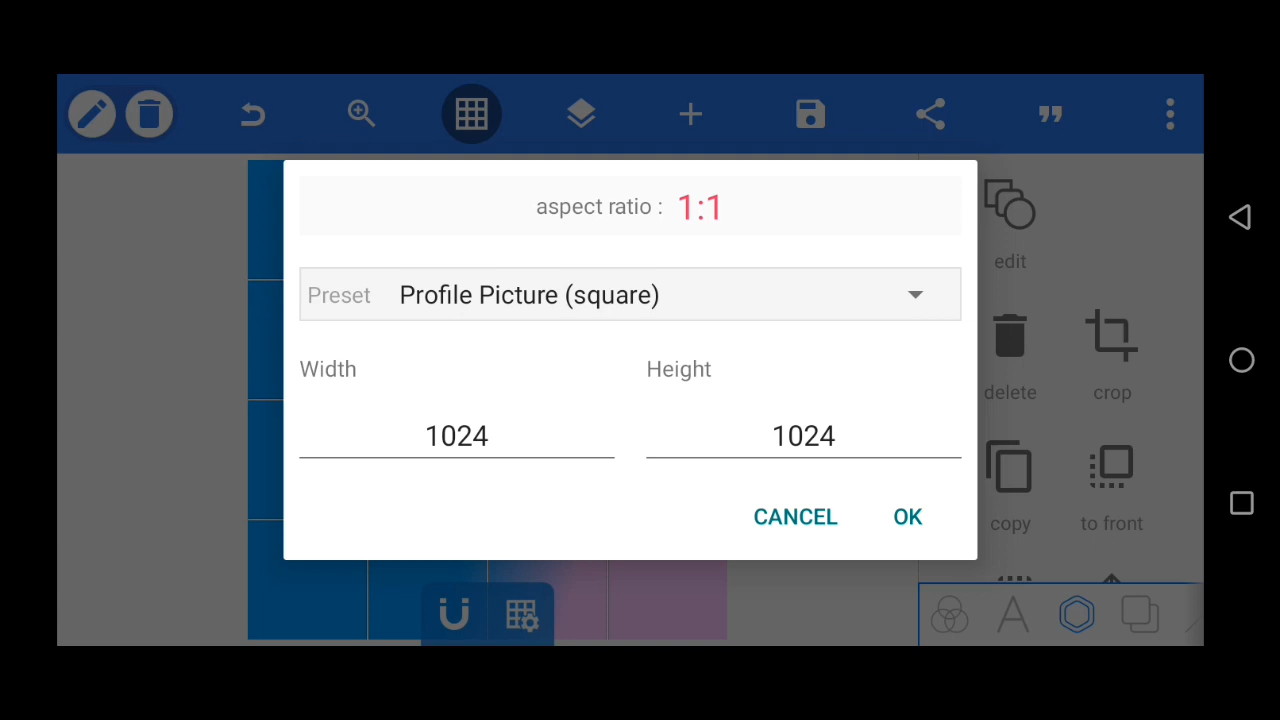 aspect ratio : 1:1
Preset Profile Picture (square)
Width Height
1024 1024
CANCEL OK
edit
delete crop
copy to front